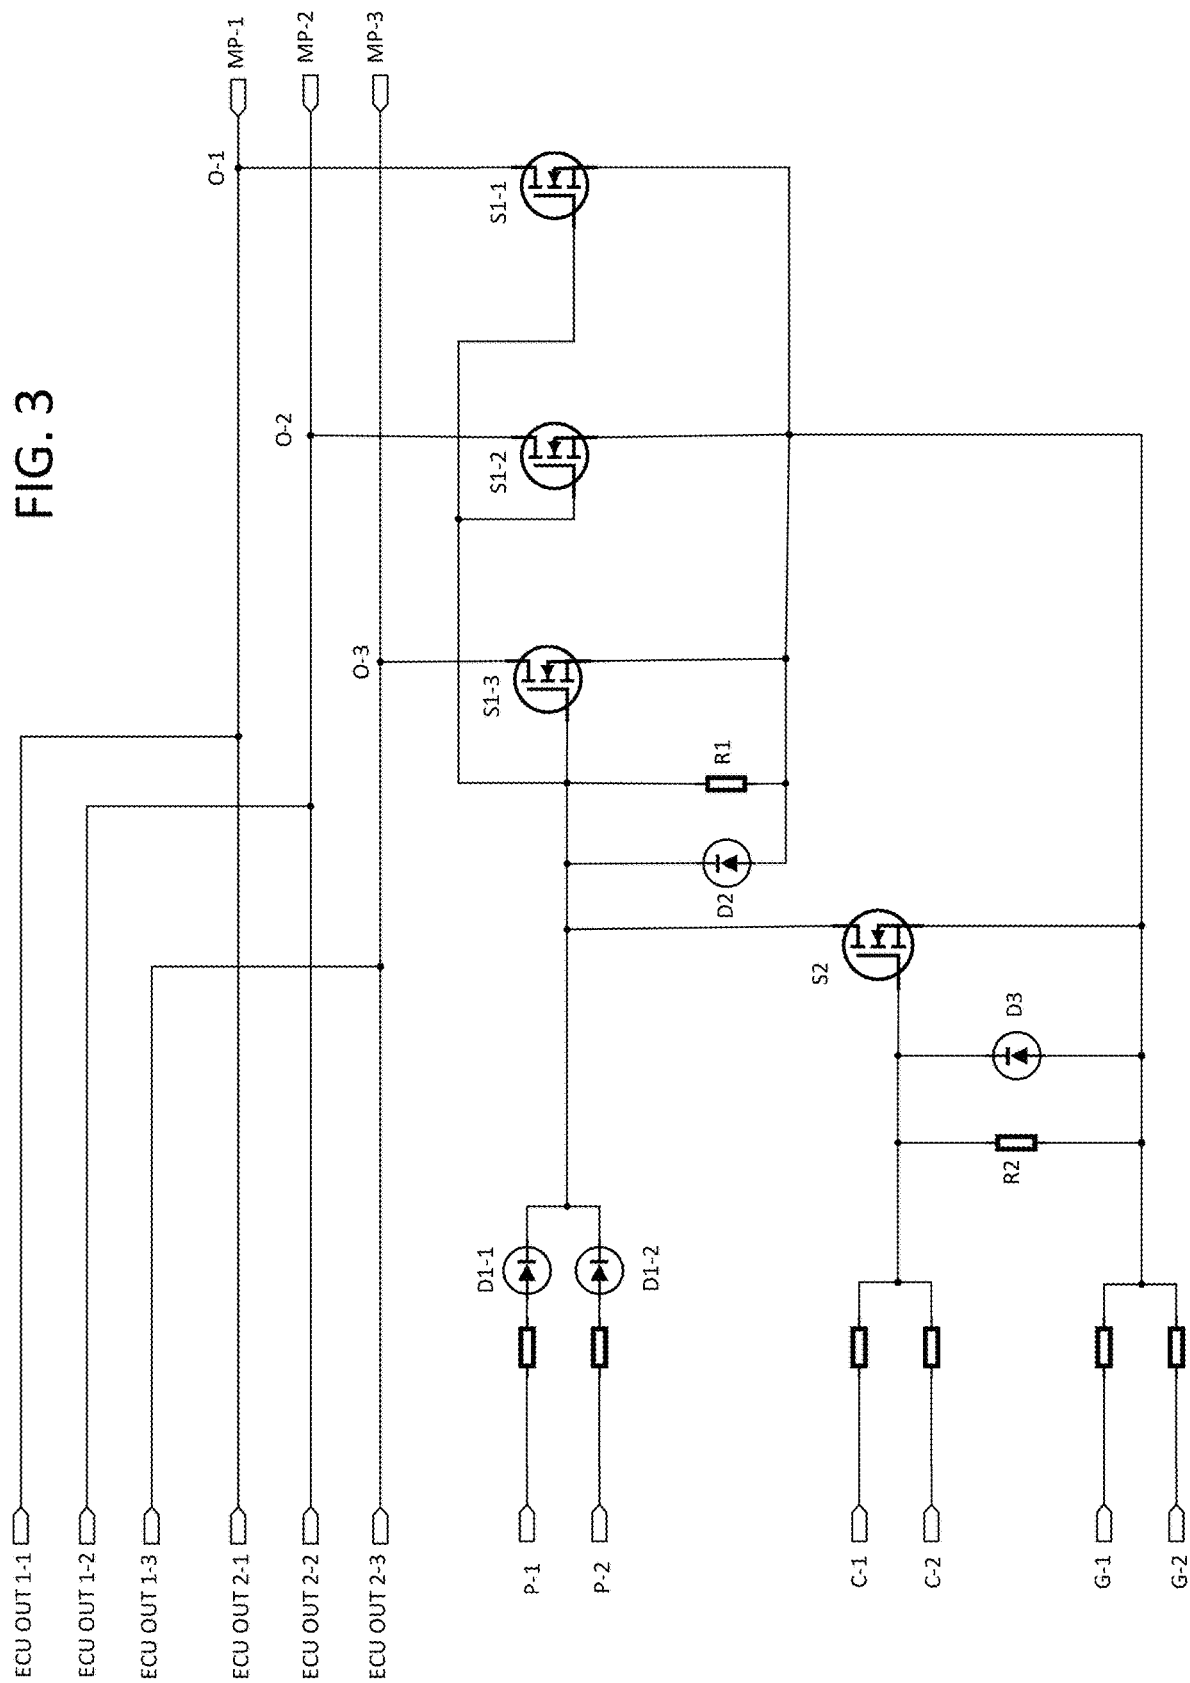 FIG. 3
ECU OUT 1-1
ECU OUT 1-2
ECU OUT 1-3
ECU OUT 2-1
ECU OUT 2-2
ECU OUT 2-3
MP-1
MP-2
MP-3
O-1
O-2
O-3
S1-1
S1-2
S1-3
R1
D2
S2
D3
R2
D1-1
D1-2
P-1
P-2
C-1
C-2
G-1
G-2